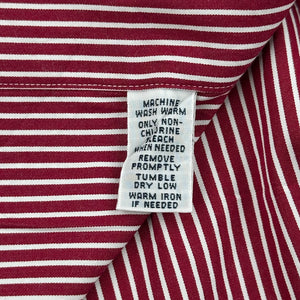 MACHINE
WASH WARM
ONLY NON-
CHLORINE
BLEACH
WHEN NEEDED
REMOVE
PROMPTLY
TUMBLE
DRY LOW
WARM IRON
IF NEEDED